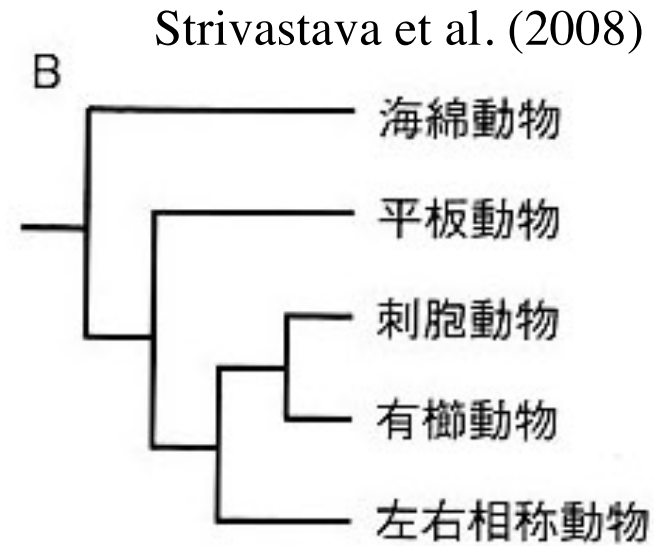 Strivastava et al. (2008)
B
海綿動物
平板動物
刺胞動物
有櫛動物
左右相称動物